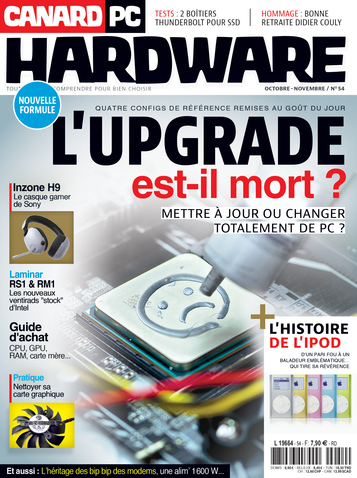 CANARD PC
TESTS : 2 BOÎTIERS
THUNDERBOLT POUR SSD
HOMMAGE : BONNE
RETRAITE DIDIER COULY
HARDWARE
TOUT COMPRENDRE POUR BIEN CHOISIR
OCTOBRE - NOVEMBRE / N° 54
NOUVELLE
FORMULE
QUATRE CONFIGS DE RÉFÉRENCE REMISES AU GOÛT DU JOUR
L'UPGRADE
est-il mort ?
METTRE À JOUR OU CHANGER
TOTALEMENT DE PC ?
Inzone H9
Le casque gamer
de Sony
Laminar
RS1 & RM1
Les nouveaux
ventirads "stock"
d'Intel
Guide
d'achat
CPU, GPU,
RAM, carte mère...
Pratique
Nettoyer sa
carte graphique
+
L'HISTOIRE
DE L'IPOD
D'UN PARI FOU À UN
BALADEUR EMBLÉMATIQUE...
QUI TIRE SA RÉVÉRENCE
L 19664 - 54 - F: 7,90 € - RD
Et aussi : L'héritage des bip bip des modems, une alim' 1600 W...